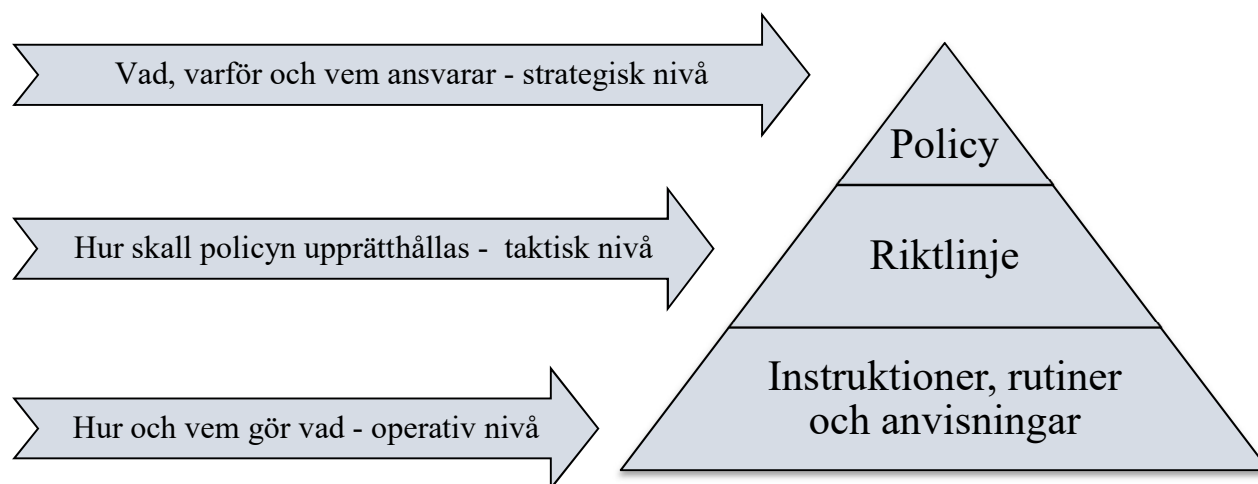 Vad, varför och vem ansvarar - strategisk nivå
Policy
Hur skall policyn upprätthållas - taktisk nivå
Riktlinje
Hur och vem gör vad - operativ nivå
Instruktioner, rutiner
och anvisningar